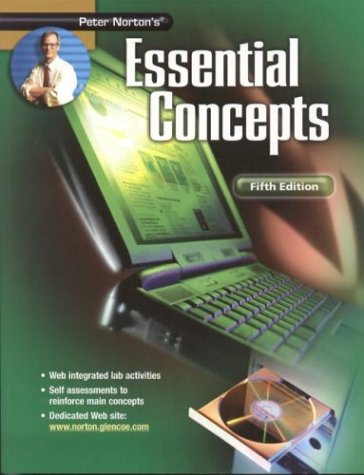 Peter Norton's®
Essential
Concepts
Fifth Edition
• Web integrated lab activities
• Self assessments to
reinforce main concepts
• Dedicated Web site:
www.norton.glencoe.com